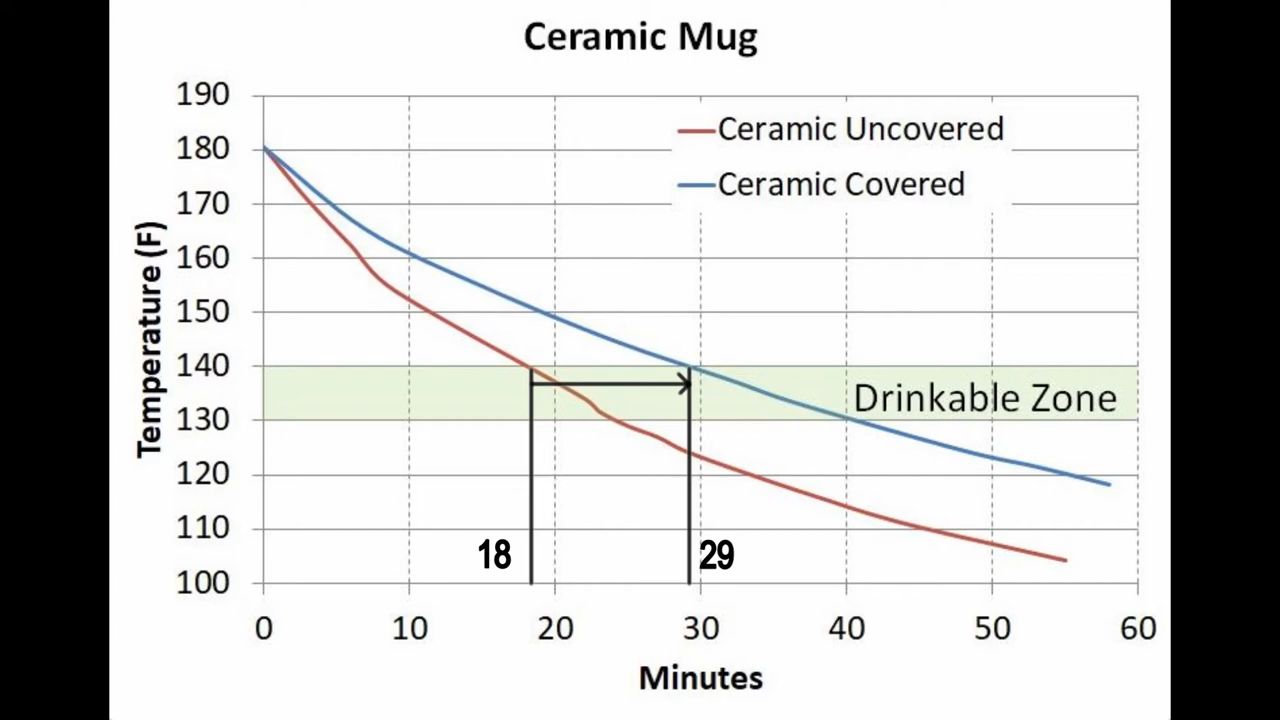 Ceramic Mug
190
180
170
160
150
140
130
120
110
100
Temperature (F)
Ceramic Uncovered
Ceramic Covered
Drinkable Zone
18
29
0 10 20 30 40 50 60
Minutes